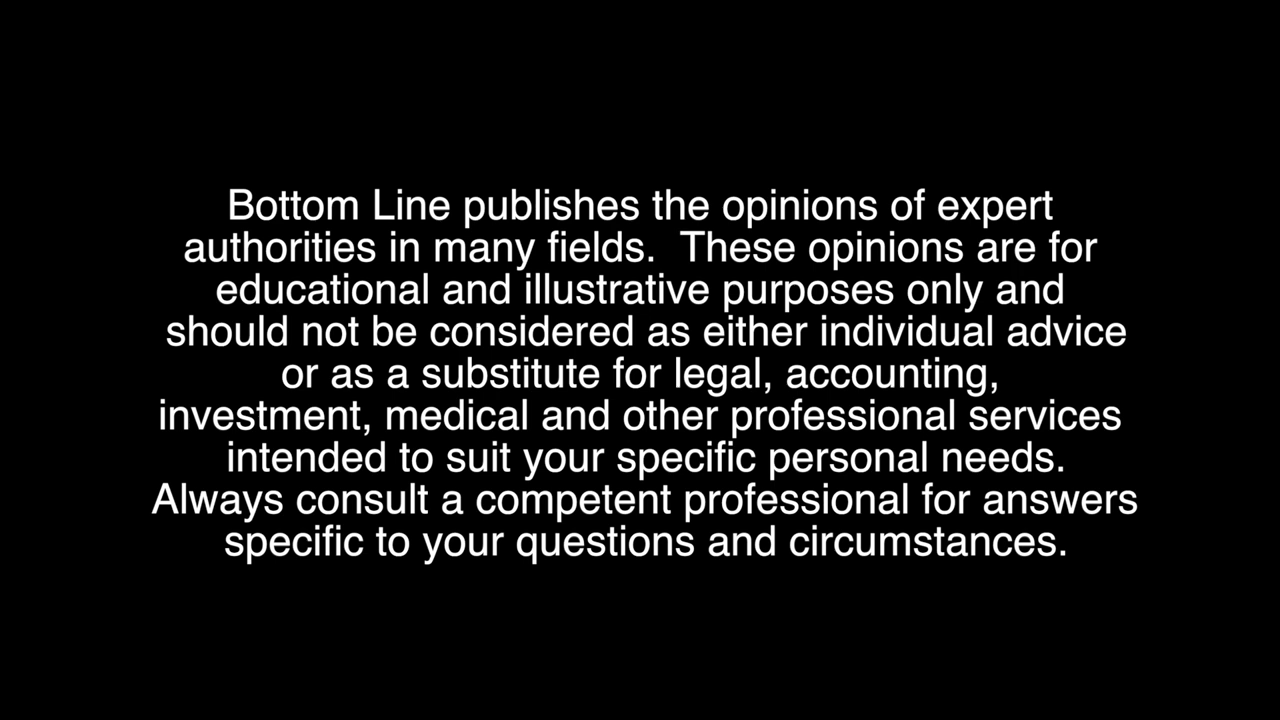 Bottom Line publishes the opinions of expert
authorities in many fields.  These opinions are for
educational and illustrative purposes only and
should not be considered as either individual advice
or as a substitute for legal, accounting,
investment, medical and other professional services
intended to suit your specific personal needs.
Always consult a competent professional for answers
specific to your questions and circumstances.